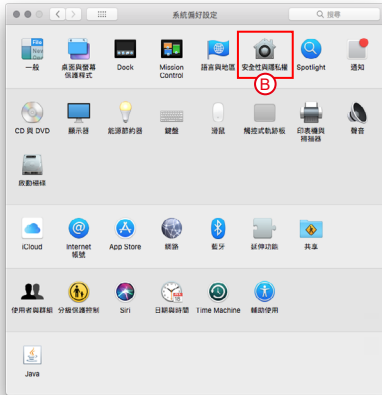 系統偏好設定
搜尋
File
New
Dev
一般
桌面與螢幕
保護程式
Dock
Mission
Control
語言與地區
安全性與隱私權
Spotlight
通知
B
CD 與 DVD
顯示器
能源節約器
鍵盤
滑鼠
觸控式軌跡板
印表機與
掃描器
聲音
啟動磁碟
iCloud
Internet
帳號
App Store
網路
藍牙
延伸功能
共享
使用者與群組
分級保護控制
Siri
日期與時間
Time Machine
輔助使用
Java